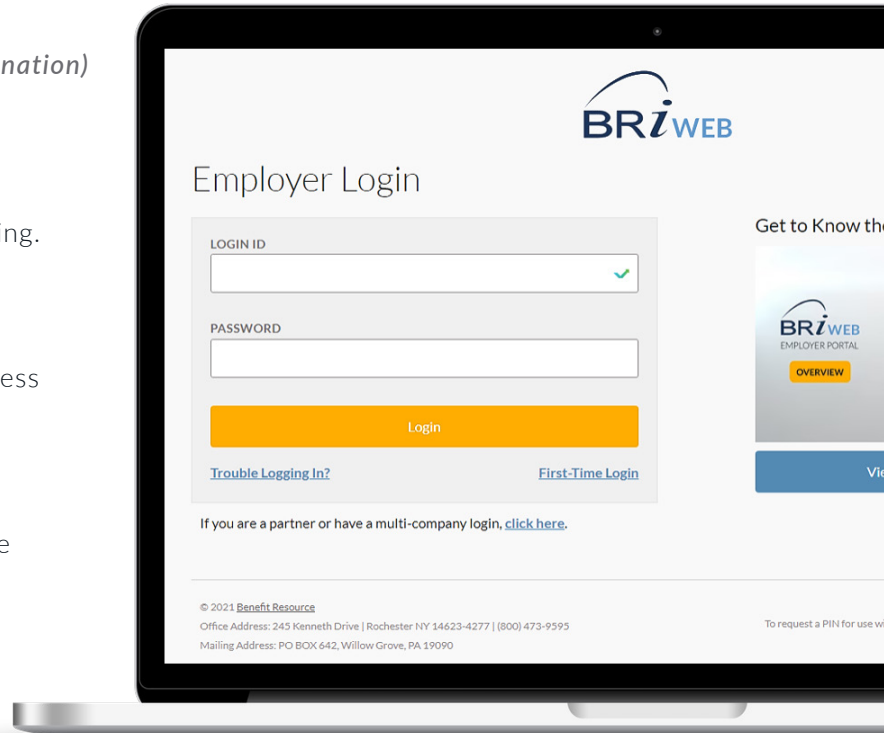 nation)
ing.
ess
e
BRiWEB
Employer Login
LOGIN ID
PASSWORD
Login
Trouble Logging In?
First-Time Login
If you are a partner or have a multi-company login, click here.
Get to Know the
BRiWEB
EMPLOYER PORTAL
OVERVIEW
Vie
© 2021 Benefit Resource
Office Address: 245 Kenneth Drive | Rochester NY 14623-4277 | (800) 473-9595
Mailing Address: PO BOX 642, Willow Grove, PA 19090
To request a PIN for use wi